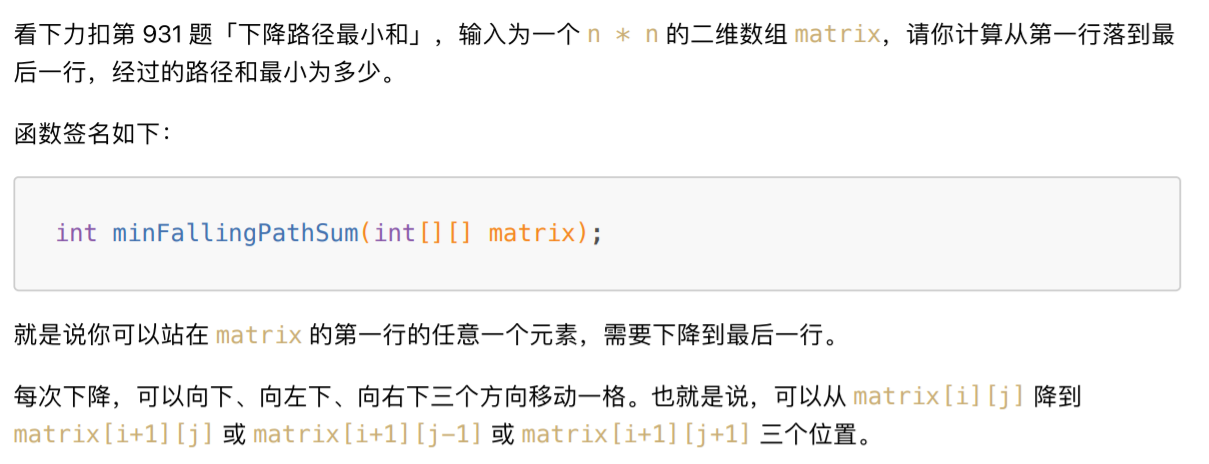 看下力扣第 931 题「下降路径最小和」，输入为一个 n * n 的二维数组 matrix，请你计算从第一行落到最
后一行，经过的路径和最小为多少。
函数签名如下：
int minFallingPathSum(int[][] matrix);
就是说你可以站在 matrix 的第一行的任意一个元素，需要下降到最后一行。
每次下降，可以向下、向左下、向右下三个方向移动一格。也就是说，可以从 matrix[i][j] 降到
matrix[i+1][j] 或 matrix[i+1][j-1] 或 matrix[i+1][j+1] 三个位置。